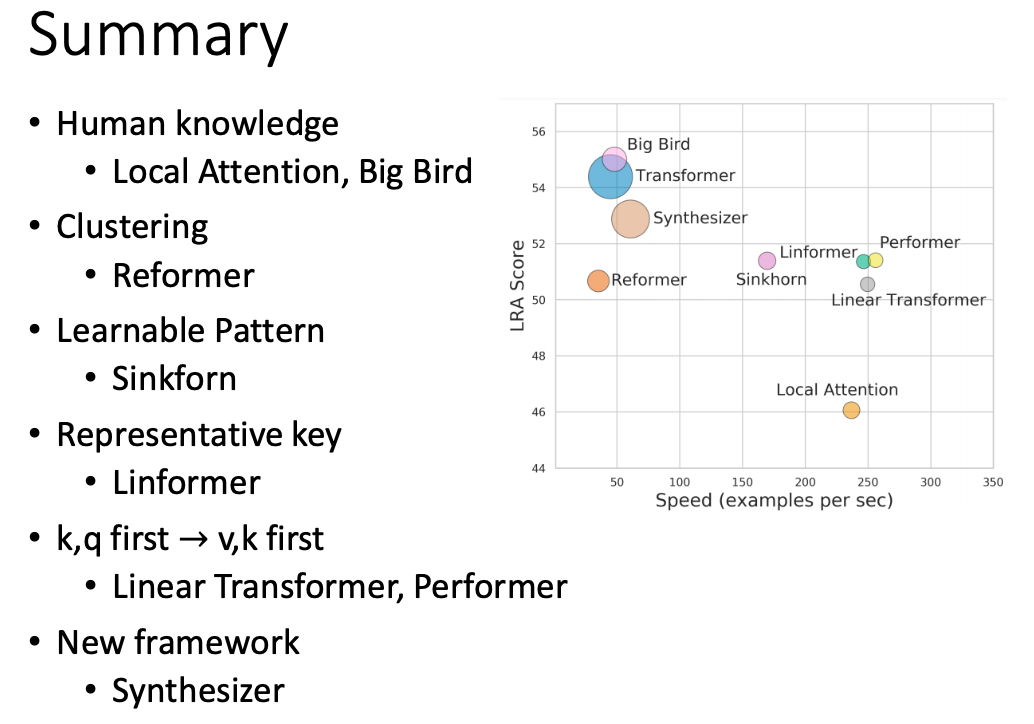 Summary
• Human knowledge
• Local Attention, Big Bird
• Clustering
• Reformer
• Learnable Pattern
• Sinkforn
• Representative key
• Linformer
• k,q first → v,k first
• Linear Transformer, Performer
• New framework
• Synthesizer
LRA Score
56
54
52
50
48
46
44
Big Bird
Transformer
Synthesizer
Performer
Linformer
Reformer
Sinkhorn
Linear Transformer
Local Attention
50 100 150 200 250 300 350
Speed (examples per sec)